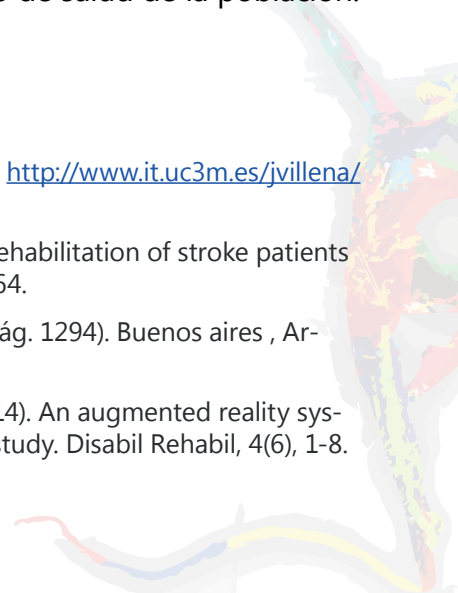 de salud de la población.
http://www.it.uc3m.es/jvillena/
ehabilitation of stroke patients
64.
ág. 1294). Buenos aires , Ar-
14). An augmented reality sys-
study. Disabil Rehabil, 4(6), 1-8.